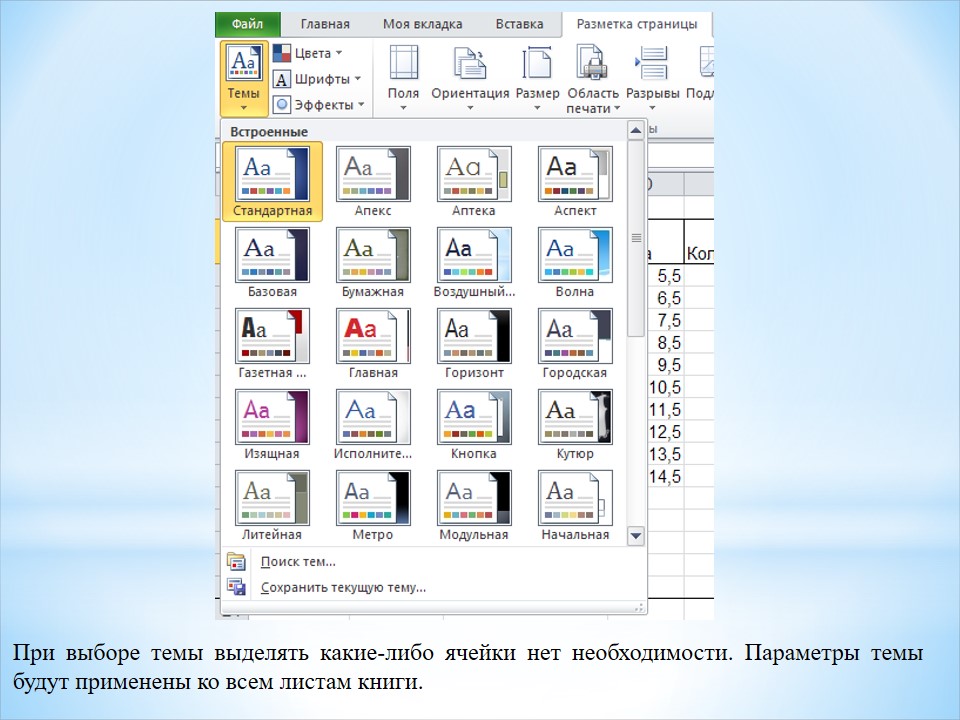 Файл Главная Моя вкладка Вставка Разметка страницы
Цвета
Шрифты
Эффекты
Темы Поля Ориентация Размер Область печати Разрывы Подл
ы
Встроенные
Aa Aa Aa Aa
Стандартная Апекс Аптека Аспект
Aa Aa Aa Aa
Базовая Бумажная Воздушный... Волна
Aa Aa Aa Aa
Газетная ... Главная Горизонт Городская
Aa Aa Aa Aa
Изящная Исполните... Кнопка Кутюр
Aa Aa Aa Aa
Литейная Метро Модульная Начальная
Поиск тем...
Сохранить текущую тему...
а Ког
5,5
6,5
7,5
8,5
9,5
10,5
11,5
12,5
13,5
14,5
При выборе темы выделять какие-либо ячейки нет необходимости. Параметры темы
будут применены ко всем листам книги.